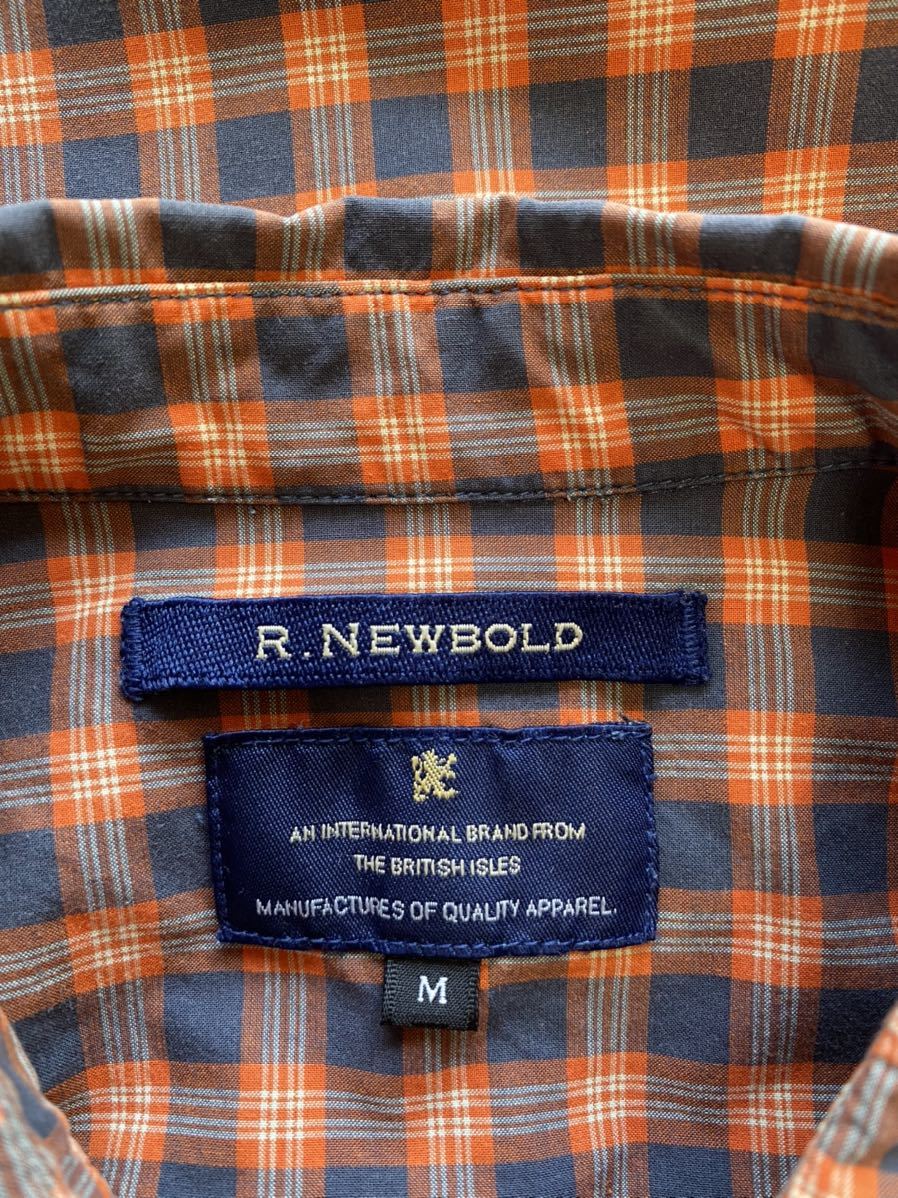 R. NEWBOLD
AN INTERNATIONAL BRAND FROM
THE BRITISH ISLES
MANUFACTURES OF QUALITY APPAREL.
M